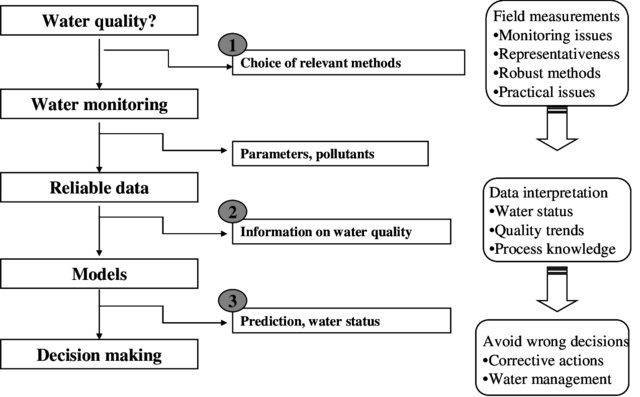 Water quality?
1
Choice of relevant methods
Water monitoring
Parameters, pollutants
Reliable data
2
Information on water quality
Models
3
Prediction, water status
Decision making
Field measurements
•Monitoring issues
•Representativeness
•Robust methods
•Practical issues
Data interpretation
•Water status
•Quality trends
•Process knowledge
Avoid wrong decisions
•Corrective actions
•Water management